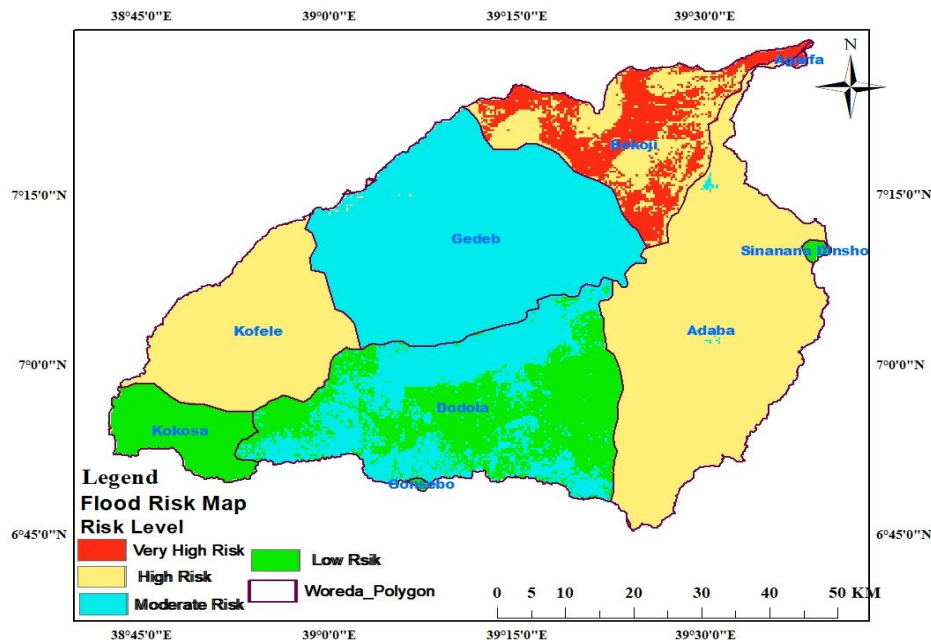 38°45'0"E 39°0'0"E 39°15'0"E 39°30'0"E
N
Agarfa
Bekoji
7°15'0"N 7°15'0"N
Gedeb
Sinanana Dinsho
Kofele
Adaba
7°0'0"N 7°0'0"N
Dodola
Kokosa
Legend
Flood Risk Map
Risk Level
6°45'0"N 6°45'0"N
Very High Risk
Low Rsik
High Risk
Woreda_Polygon
Moderate Risk
0 5 10 20 30 40 50 KM
38°45'0"E 39°0'0"E 39°15'0"E 39°30'0"E